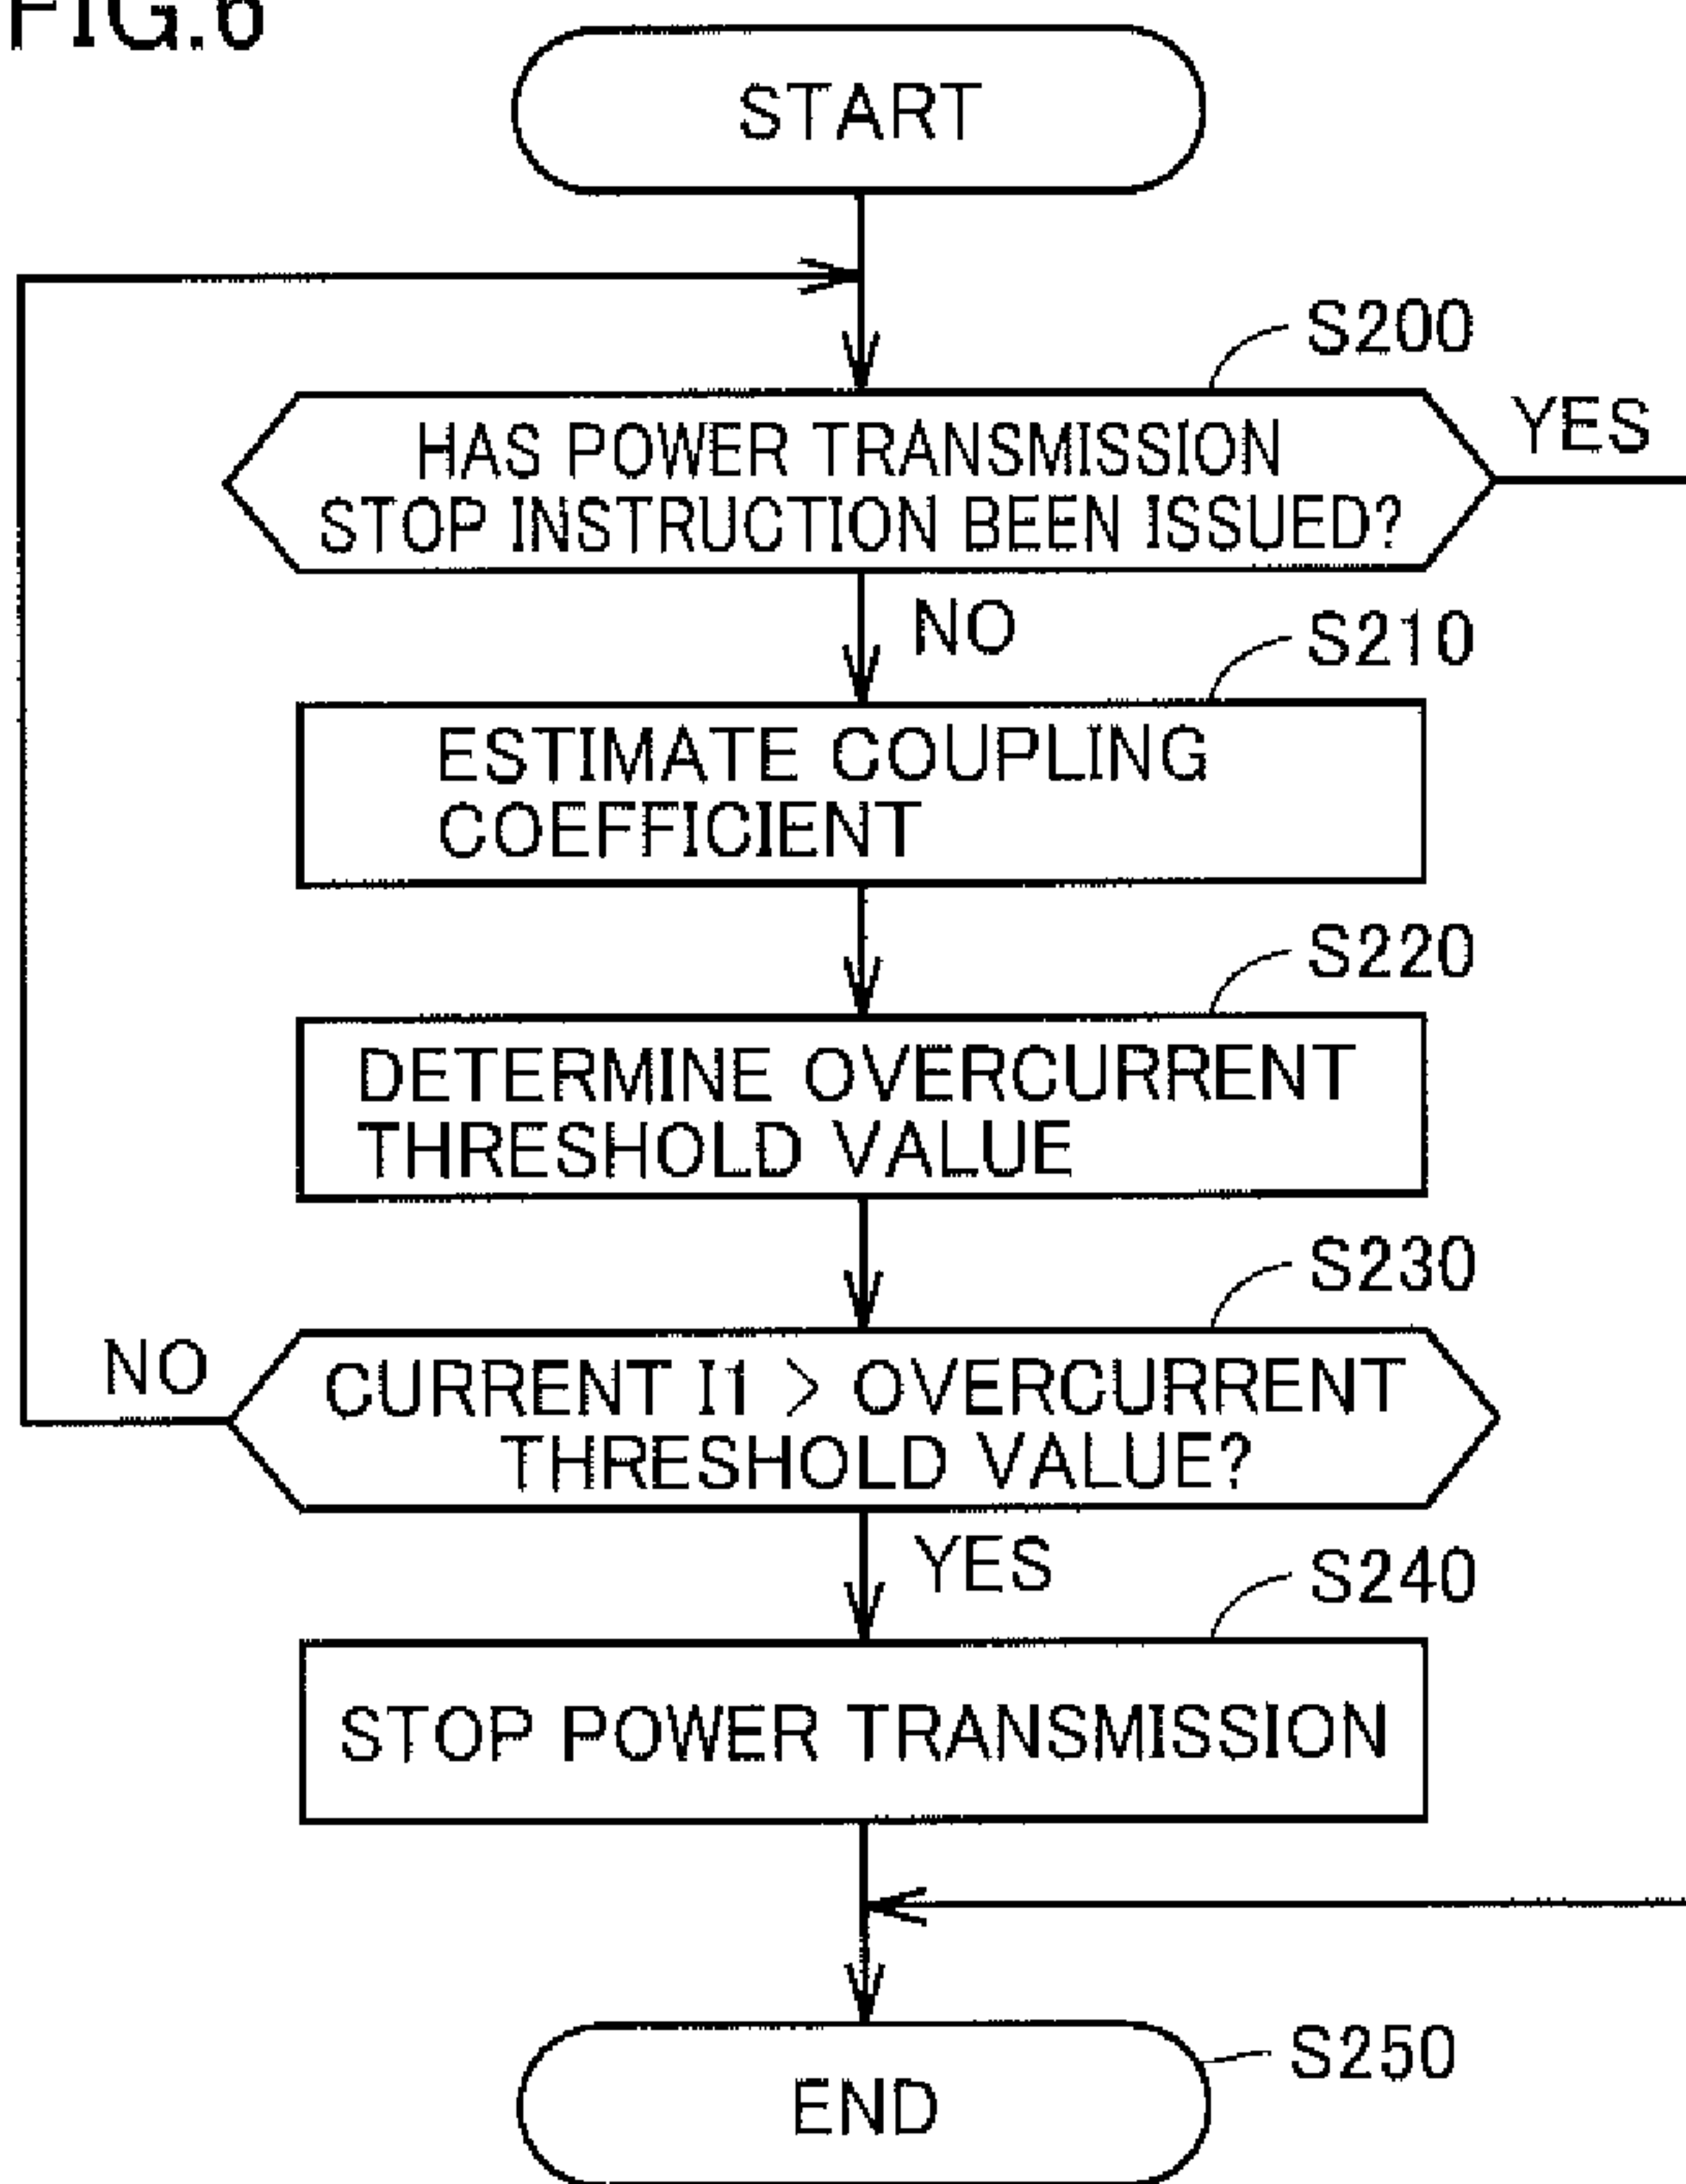 FIG.6
START
S200
HAS POWER TRANSMISSION
STOP INSTRUCTION BEEN ISSUED?
YES
NO
S210
ESTIMATE COUPLING
COEFFICIENT
S220
DETERMINE OVERCURRENT
THRESHOLD VALUE
S230
NO
CURRENT I1 > OVERCURRENT
THRESHOLD VALUE?
YES
S240
STOP POWER TRANSMISSION
S250
END